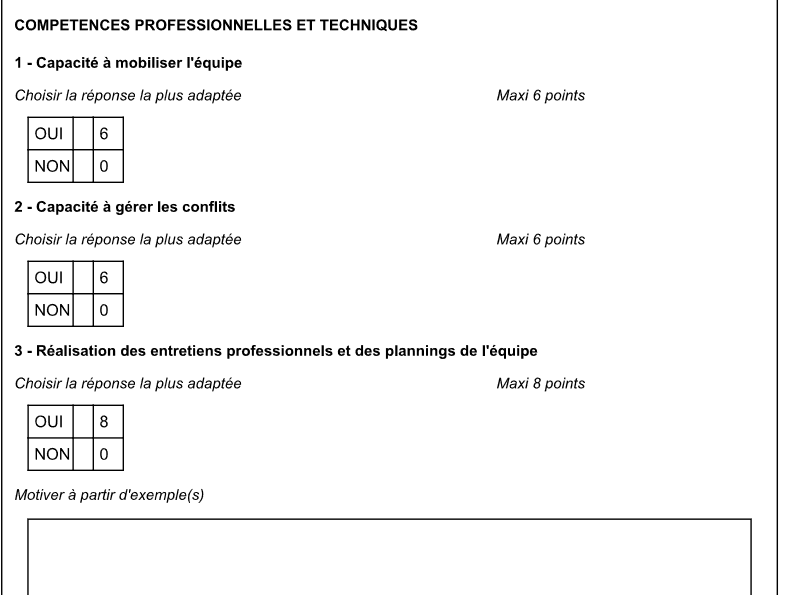 COMPETENCES PROFESSIONNELLES ET TECHNIQUES
1 - Capacité à mobiliser l'équipe
Choisir la réponse la plus adaptée Maxi 6 points
OUI 6
NON 0
2 - Capacité à gérer les conflits
Choisir la réponse la plus adaptée Maxi 6 points
OUI 6
NON 0
3 - Réalisation des entretiens professionnels et des plannings de l'équipe
Choisir la réponse la plus adaptée Maxi 8 points
OUI 8
NON 0
Motiver à partir d'exemple(s)